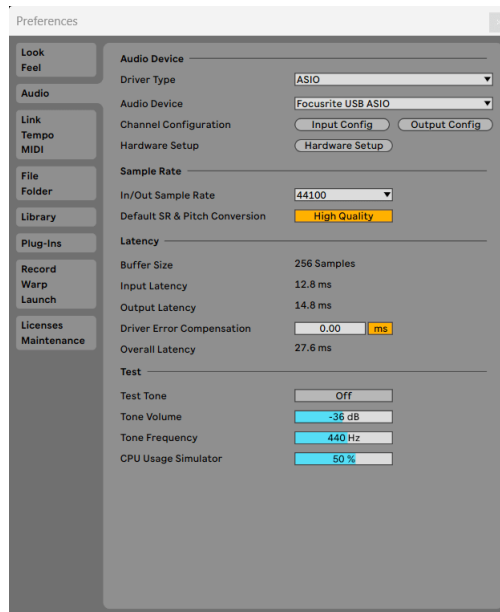 Preferences
Look
Feel
Audio
Link
Tempo
MIDI
File
Folder
Library
Plug-Ins
Record
Warp
Launch
Licenses
Maintenance
Audio Device
Driver Type ASIO
Audio Device Focusrite USB ASIO
Channel Configuration Input Config Output Config
Hardware Setup Hardware Setup
Sample Rate
In/Out Sample Rate 44100
Default SR & Pitch Conversion High Quality
Latency
Buffer Size 256 Samples
Input Latency 12.8 ms
Output Latency 14.8 ms
Driver Error Compensation 0.00 ms
Overall Latency 27.6 ms
Test
Test Tone Off
Tone Volume -36 dB
Tone Frequency 440 Hz
CPU Usage Simulator 50 %